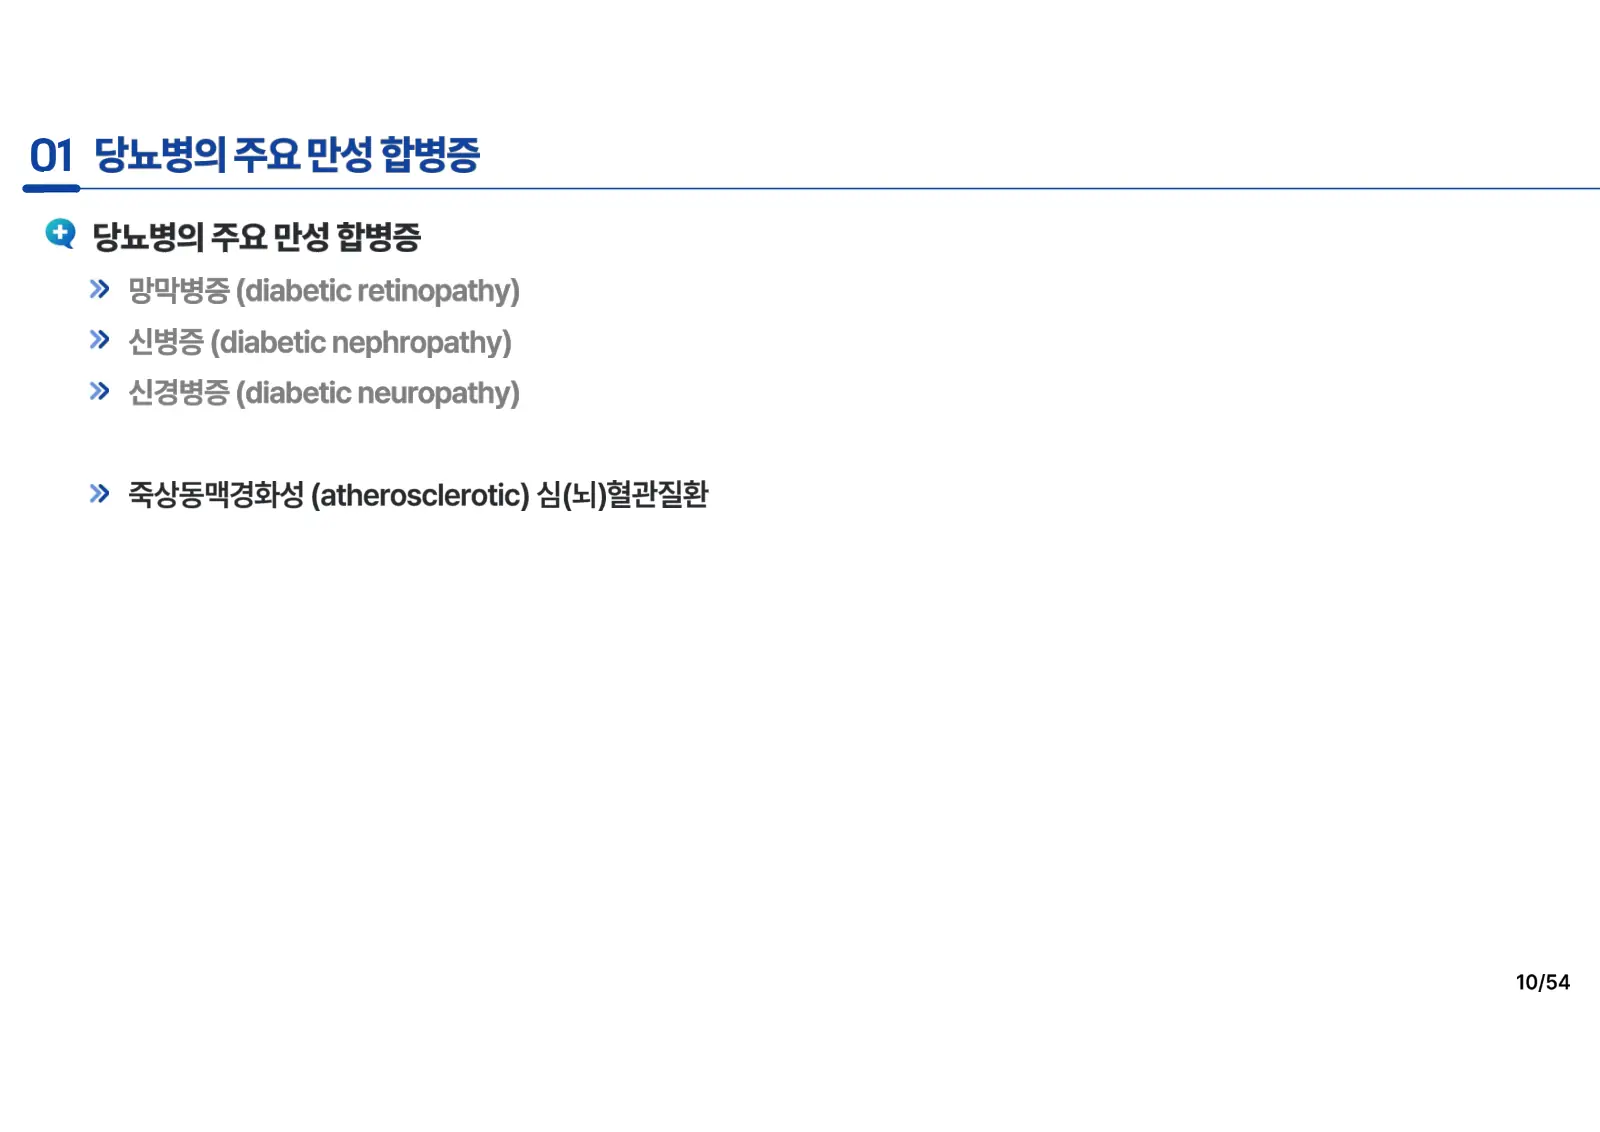 01 당뇨병의 주요 만성 합병증
당뇨병의 주요 만성 합병증
망막병증 (diabetic retinopathy)
신병증 (diabetic nephropathy)
신경병증 (diabetic neuropathy)
죽상동맥경화성 (atherosclerotic) 심(뇌)혈관질환
10/54